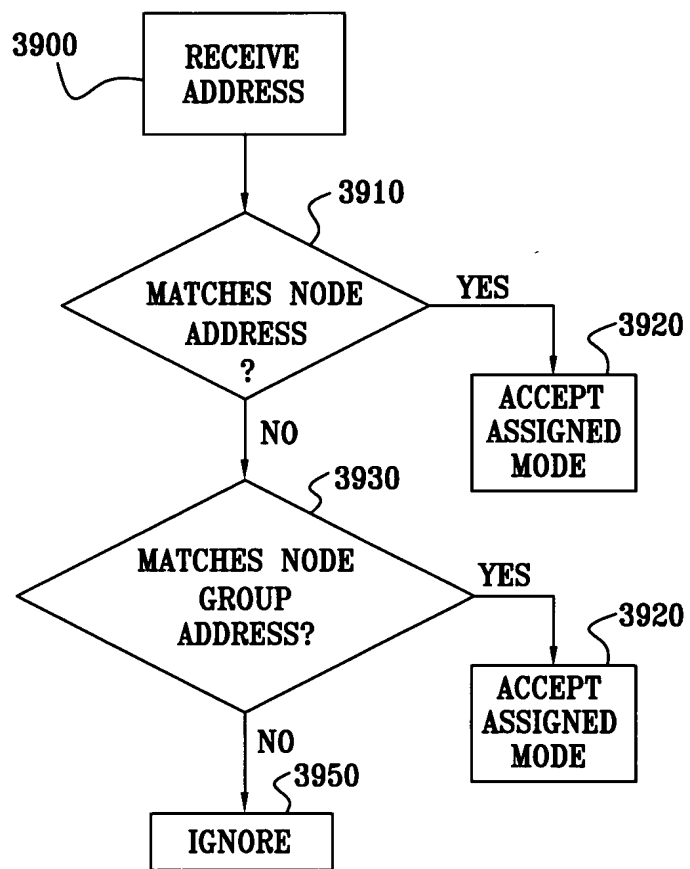 3900
RECEIVE
ADDRESS
3910
MATCHES NODE
ADDRESS
?
YES
3920
ACCEPT
ASSIGNED
MODE
NO
3930
MATCHES NODE
GROUP
ADDRESS?
YES
3920
ACCEPT
ASSIGNED
MODE
NO
3950
IGNORE